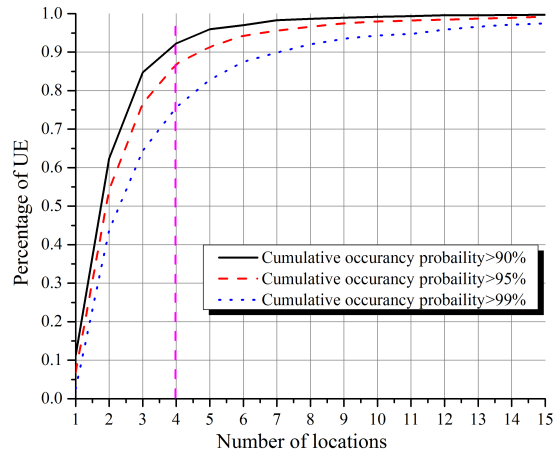 Percentage of UE
1.0
0.9
0.8
0.7
0.6
0.5
0.4
0.3
0.2
0.1
0.0
Cumulative occurancy probaility>90%
Cumulative occurancy probaility>95%
Cumulative occurancy probaility>99%
1 2 3 4 5 6 7 8 9 10 11 12 13 14 15
Number of locations